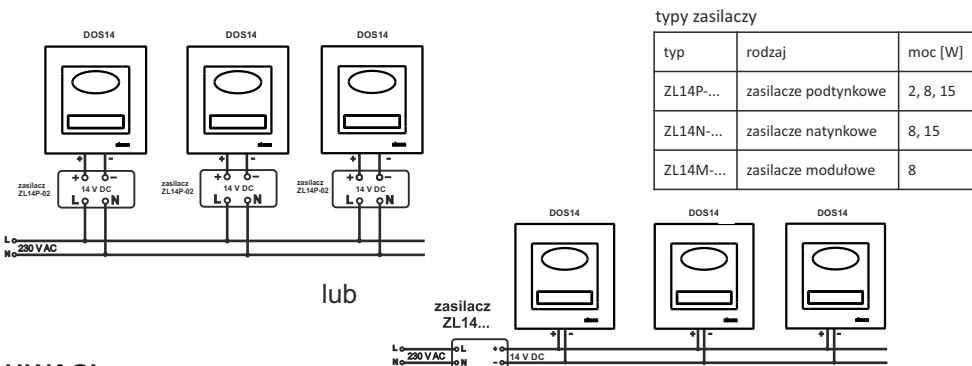 typy zasilaczy
typ rodzaj moc [W]
ZL14P-... zasilacze podtynkowe 2, 8, 15
ZL14N-... zasilacze natynkowe 8, 15
ZL14M-... zasilacze modułowe 8
DOS14 DOS14 DOS14
+ - + - + -
+ - + - + -
zasilacz
ZL14P-02
14 V DC
L N
zasilacz
ZL14P-02
14 V DC
L N
zasilacz
ZL14P-02
14 V DC
L N
L
230 V AC
N
lub
DOS14 DOS14 DOS14
+ - + - + -
zasilacz
ZL14...
L 230 V AC L + 14 V DC
N N -